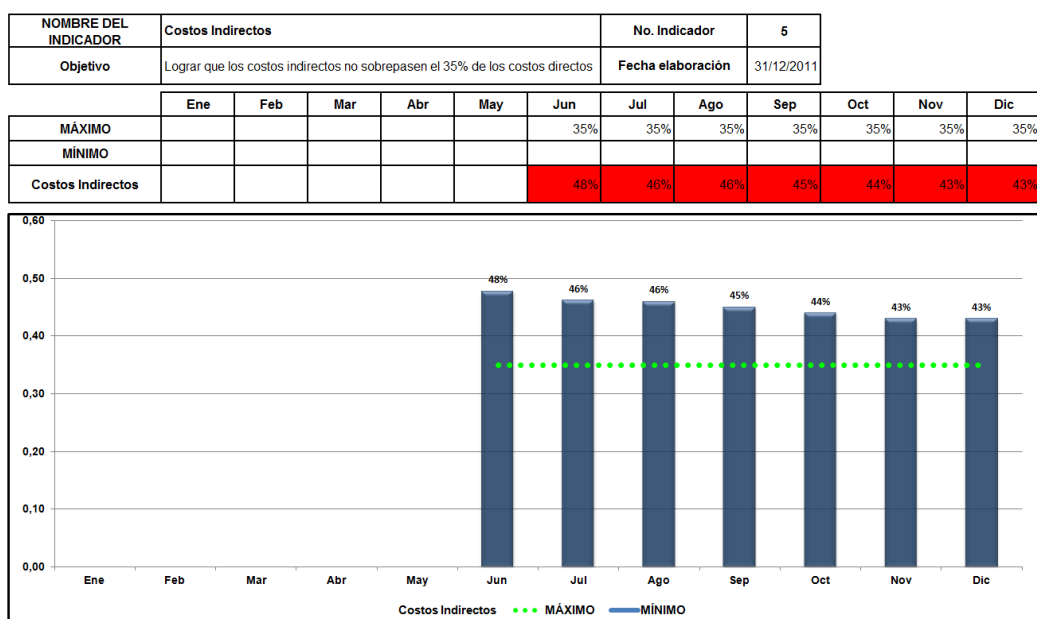 NOMBRE DEL
INDICADOR
Costos Indirectos
No. Indicador
5
Objetivo
Lograr que los costos indirectos no sobrepasen el 35% de los costos directos
Fecha elaboración
31/12/2011
Ene Feb Mar Abr May Jun Jul Ago Sep Oct Nov Dic
MÁXIMO 35% 35% 35% 35% 35% 35% 35%
MÍNIMO
Costos Indirectos 48% 46% 46% 45% 44% 43% 43%
0,60
0,50
0,40
0,30
0,20
0,10
0,00
48% 46% 46% 45% 44% 43% 43%
Ene Feb Mar Abr May Jun Jul Ago Sep Oct Nov Dic
Costos Indirectos MÁXIMO MÍNIMO